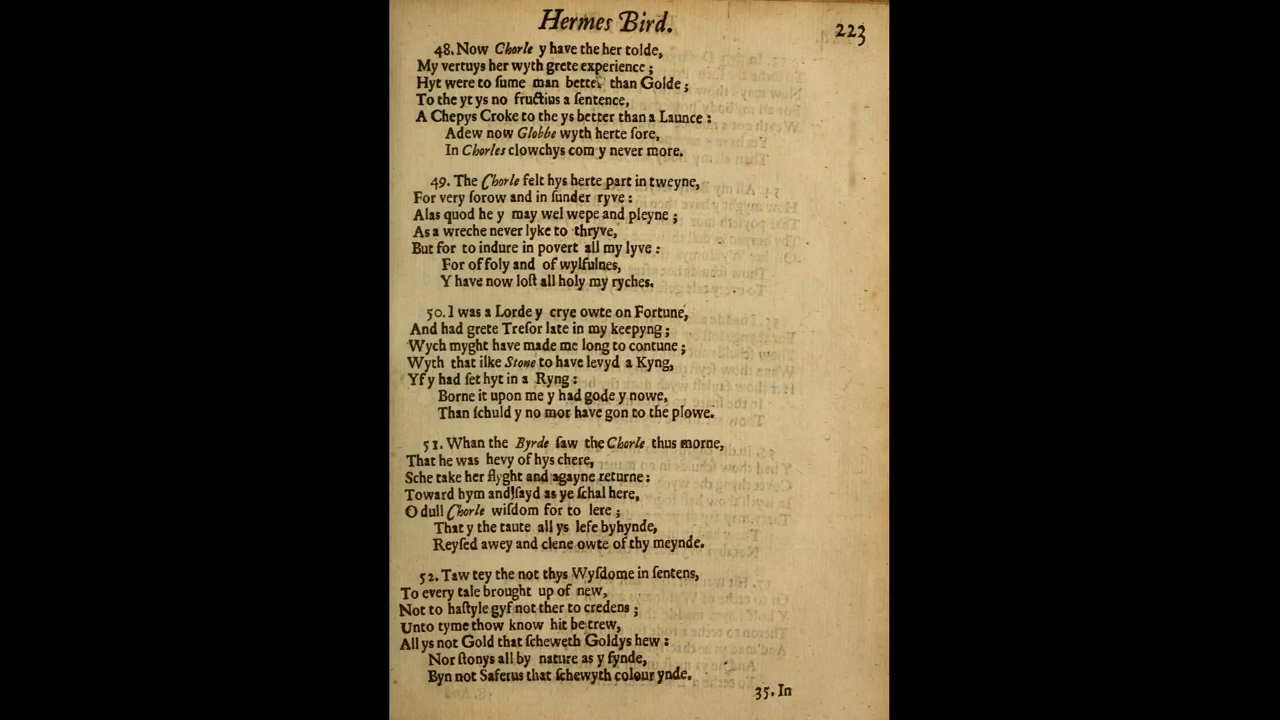 Hermes Bird.
223
48. Now Chorle y have the her tolde,
My vertuys her wyth grete experience;
Hyt were to ſume man better than Golde;
To the yt ys no fructius a ſentence,
A Chepys Croke to the ys better than a Launce:
Adew now Globbe wyth herte ſore,
In Chorles clowchys com y never more.
49. The Chorle felt hys herte part in tweyne,
For very ſorow and in ſunder ryve:
Alas quod he y may wel wepe and pleyne;
As a wreche never lyke to thryve,
But for to indure in povert all my lyve:
For of foly and of wylfulnes,
Y have now loſt all holy my ryches.
50. I was a Lorde y crye owte on Fortune,
And had grete Treſor late in my keepyng;
Wych myght have made me long to contune;
Wyth that ilke Stone to have levyd a Kyng,
Yf y had ſet hyt in a Ryng:
Borne it upon me y had gode y nowe,
Than ſchuld y no mor have gon to the plowe.
51. Whan the Byrde ſaw the Chorle thus morne,
That he was hevy of hys chere,
Sche take her flyght and agayne returne:
Toward hym and ſayd as ye ſchal here,
O dull Chorle wiſdom for to lere;
That y the taute all ys lefe byhynde,
Reyſed awey and clene owte of thy meynde.
52. Taw tey the not thys Wyſdome in ſentens,
To every tale brought up of new,
Not to haſtyle gyf not ther to credens;
Unto tyme thow know hit be trew,
All ys not Gold that ſcheweth Goldys hew:
Nor ſtonys all by nature as y fynde,
Byn not Saferus that ſchewyth colour ynde.
35. In